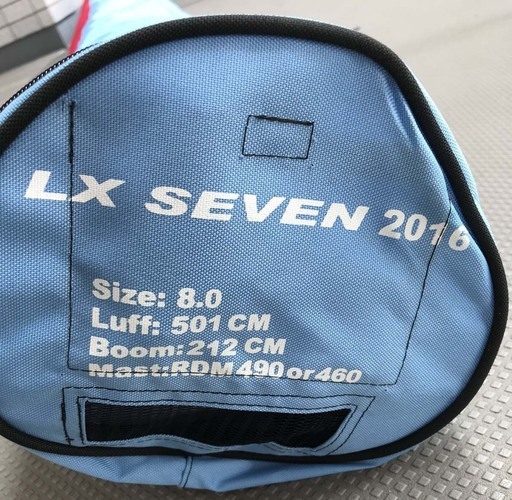 LX SEVEN 2016
Size: 8.0
Luff: 501 CM
Boom: 212 CM
Mast: RDM 490 or 460